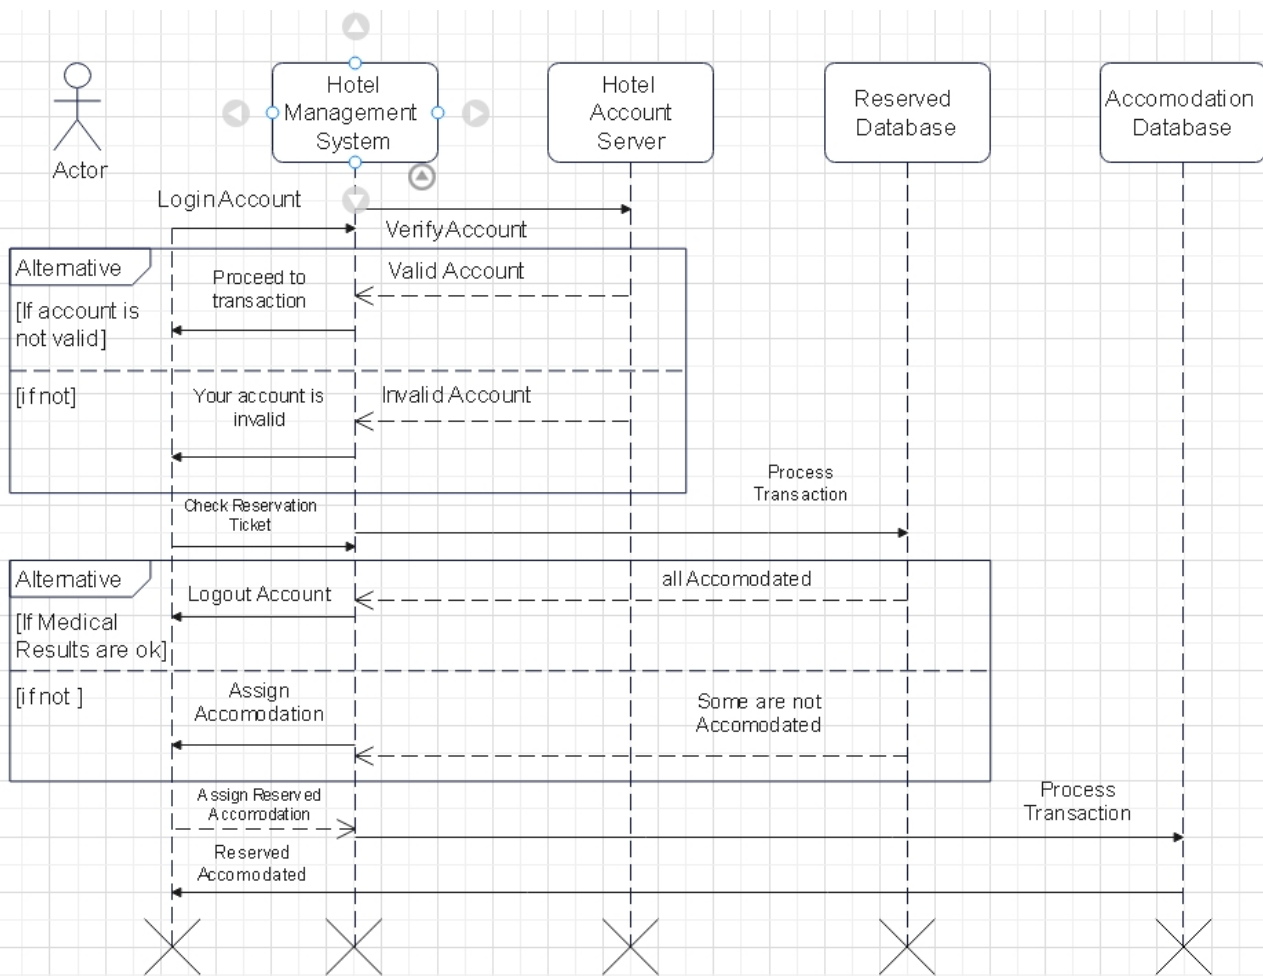 Hotel
Management
System
Hotel
Account
Server
Reserved
Database
Accomodation
Database
Actor
Login Account
Verify Account
Alternative
Proceed to
transaction
Valid Account
[If account is
not valid]
[if not]
Your account is
invalid
Invalid Account
Process
Transaction
Check Reservation
Ticket
Alternative
all Accomodated
Logout Account
[If Medical
Results are ok]
[if not ]
Assign
Accomodation
Some are not
Accomodated
Assign Reserved
Accomodation
Process
Transaction
Reserved
Accomodated